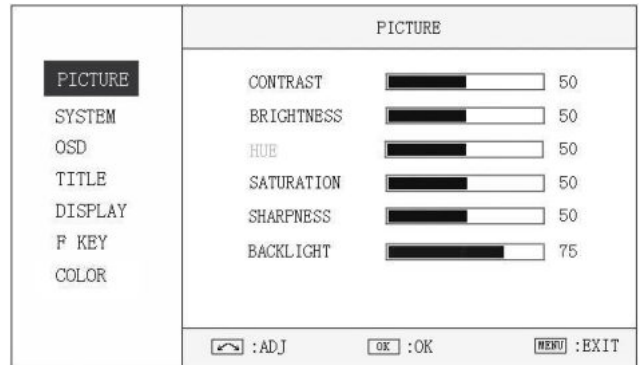 PICTURE
PICTURE
SYSTEM
OSD
TITLE
DISPLAY
F KEY
COLOR
CONTRAST 50
BRIGHTNESS 50
HUE 50
SATURATION 50
SHARPNESS 50
BACKLIGHT 75
:ADJ OK :OK MENU :EXIT